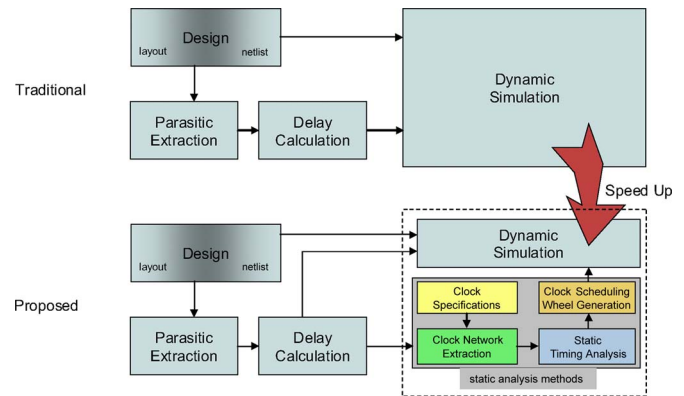 Design
layout netlist
Traditional
Dynamic
Simulation
Parasitic
Extraction
Delay
Calculation
Speed Up
Design
layout netlist
Dynamic
Simulation
Proposed
Clock
Specifications
Clock Scheduling
Wheel Generation
Parasitic
Extraction
Delay
Calculation
Clock Network
Extraction
Static
Timing Analysis
static analysis methods